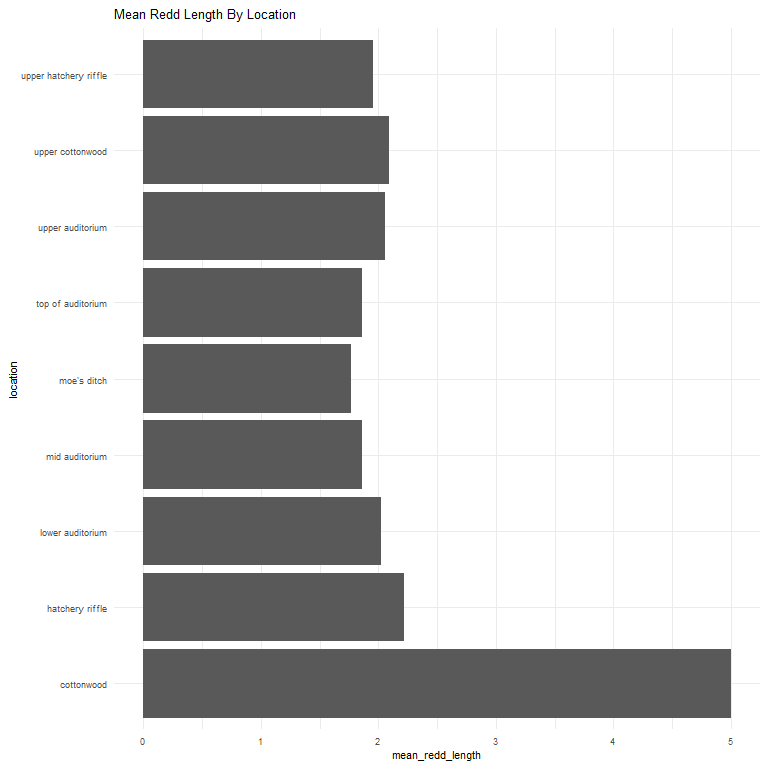 Mean Redd Length By Location
upper hatchery riffle
upper cottonwood
upper auditorium
top of auditorium
moe's ditch
mid auditorium
lower auditorium
hatchery riffle
cottonwood
location
0 1 2 3 4 5
mean_redd_length